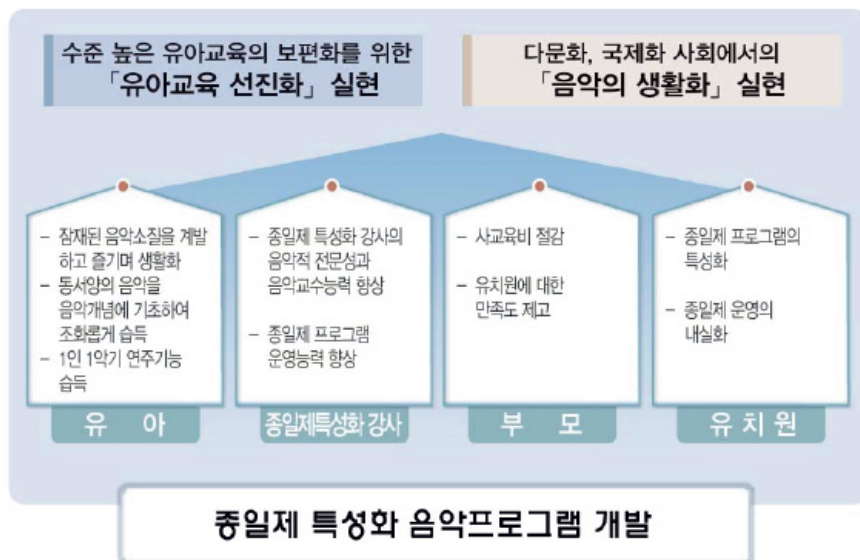 수준 높은 유아교육의 보편화를 위한
「유아교육 선진화」 실현
다문화, 국제화 사회에서의
「음악의 생활화」 실현
– 잠재된 음악소질을 계발
하고 즐기며 생활화
– 동서양의 음악을
음악개념에 기초하여
조화롭게 습득
– 1인 1악기 연주기능
습득
유 아
– 종일제 특성화 강사의
음악적 전문성과
음악교수능력 향상
– 종일제 프로그램
운영능력 향상
종일제특성화 강사
– 사교육비 절감
– 유치원에 대한
만족도 제고
부 모
– 종일제 프로그램의
특성화
– 종일제 운영의
내실화
유 치 원
종일제 특성화 음악프로그램 개발